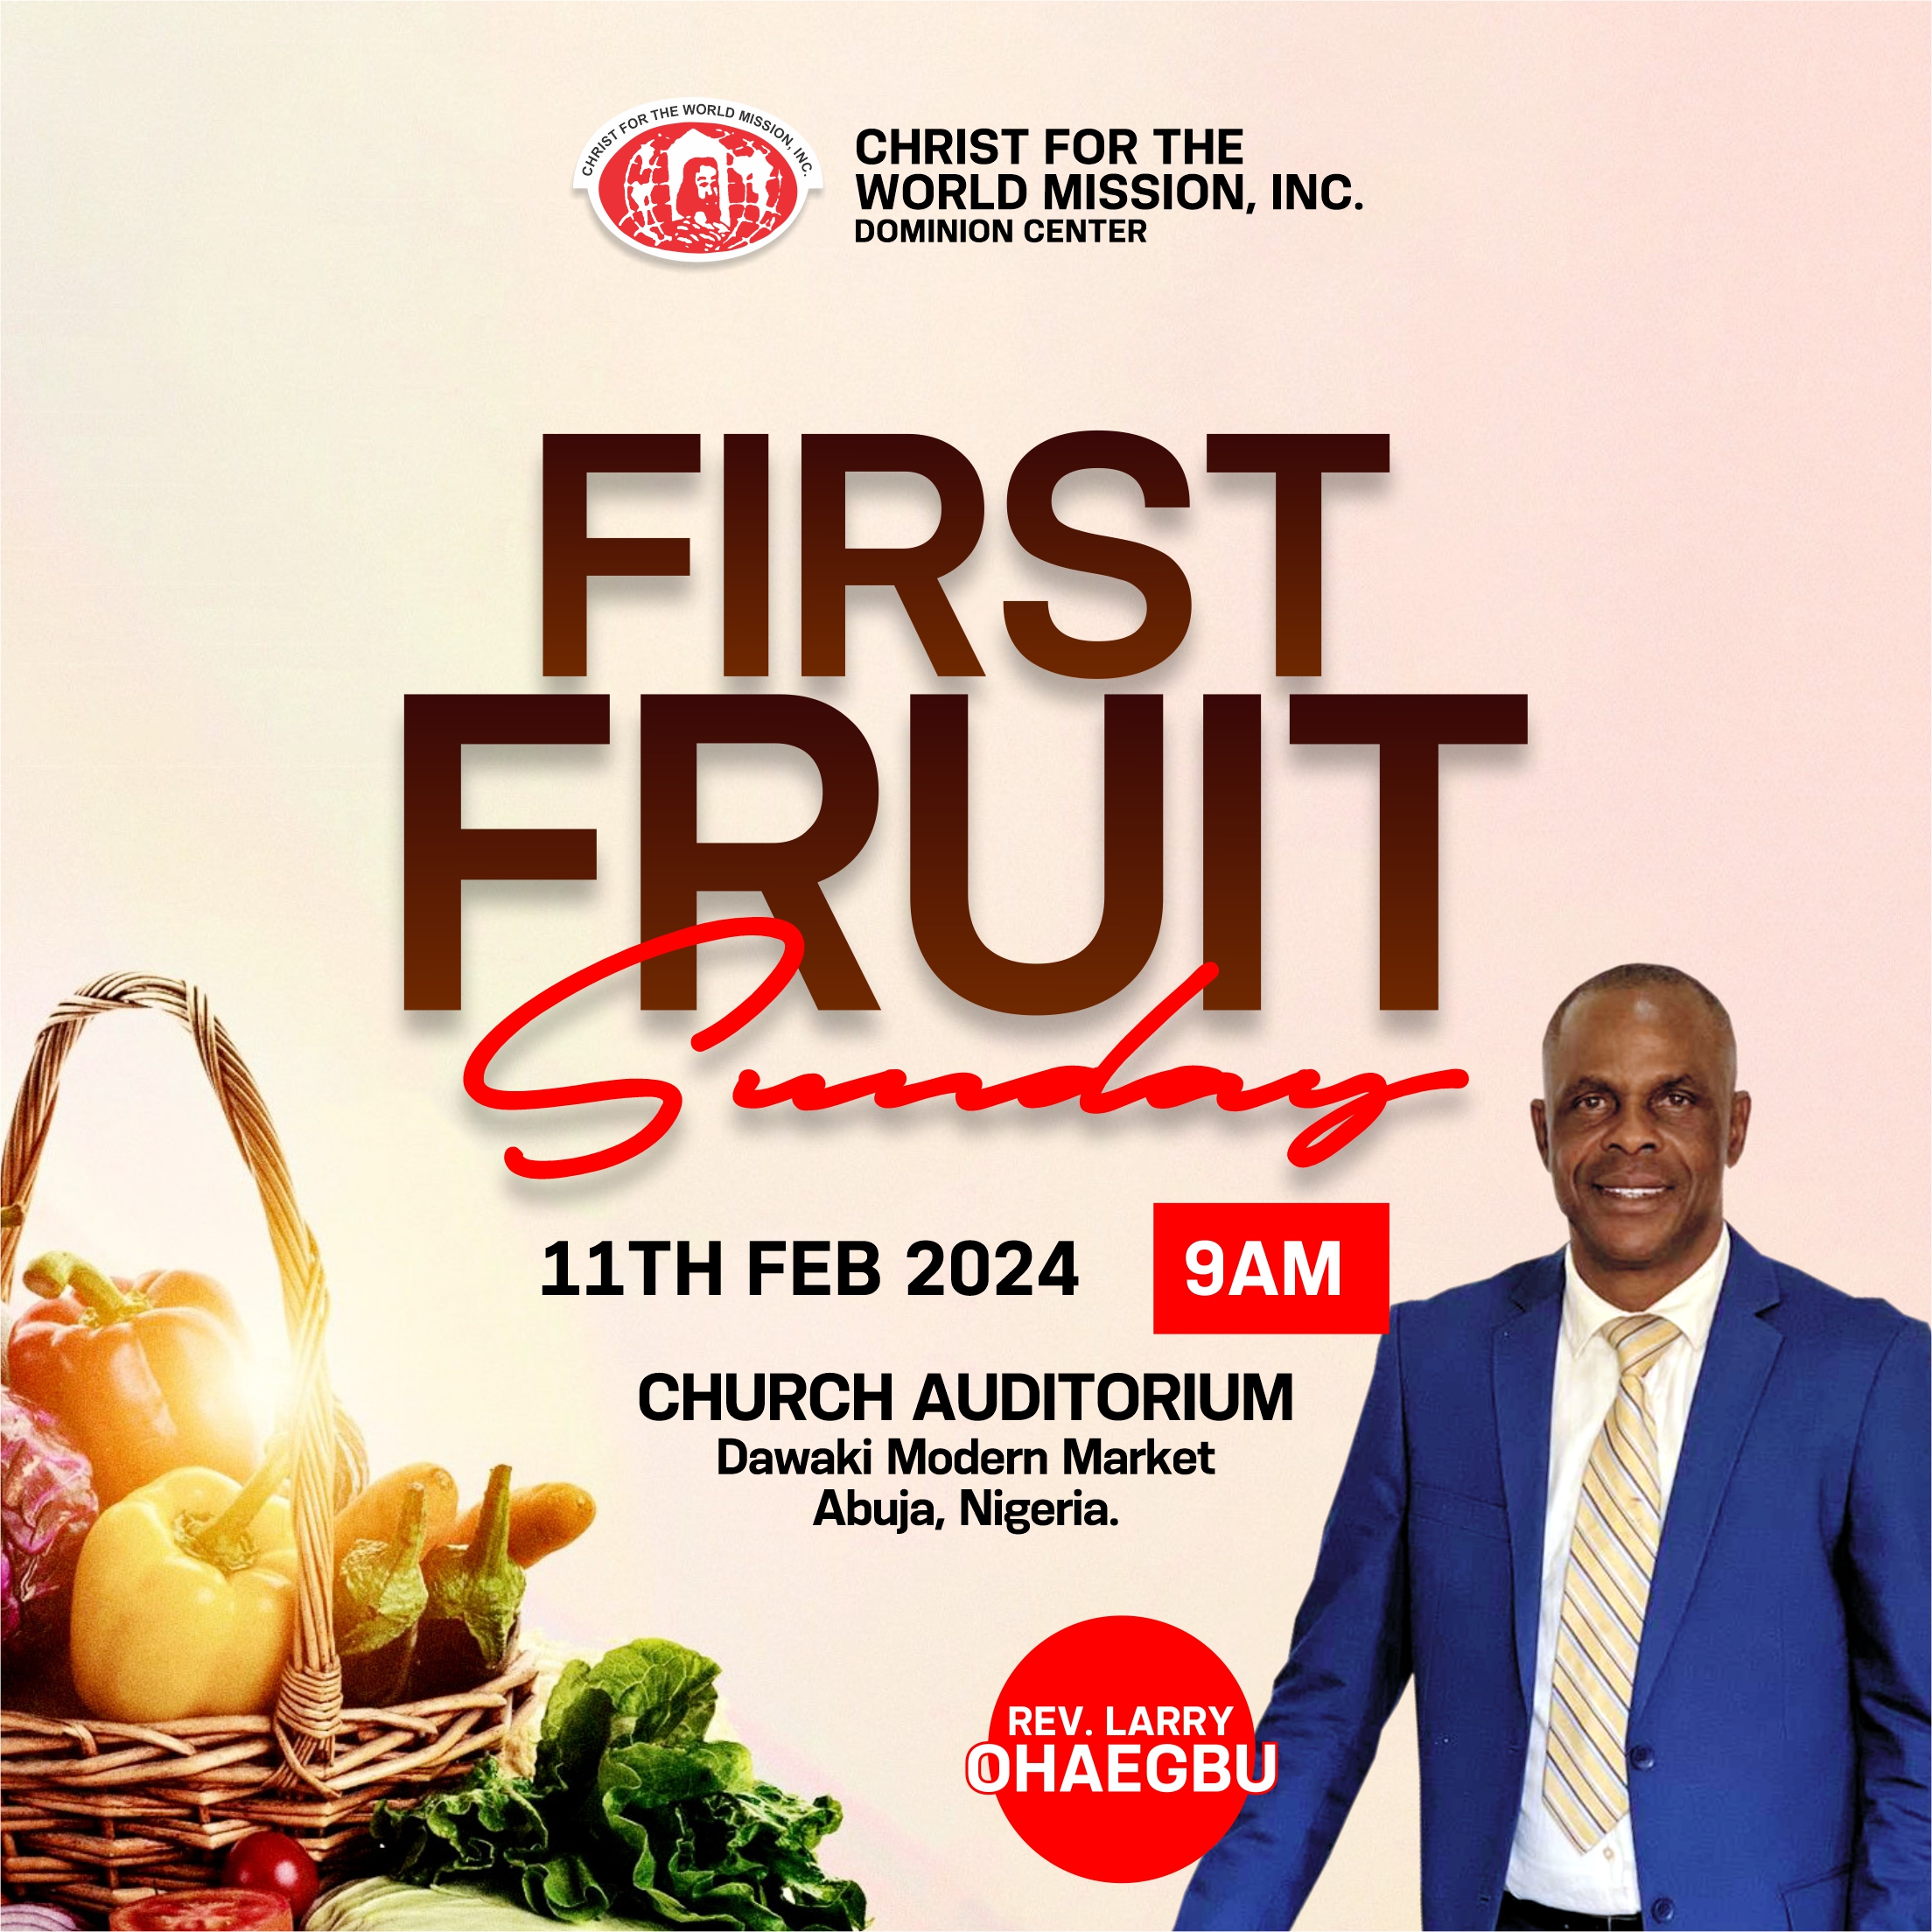 CHRIST FOR THE WORLD MISSION, INC.
CHRIST FOR THE
WORLD MISSION, INC.
DOMINION CENTER
FIRST
FRUIT
Sunday
11TH FEB 2024 9AM
CHURCH AUDITORIUM
Dawaki Modern Market
Abuja, Nigeria.
REV. LARRY
OHAEGBU